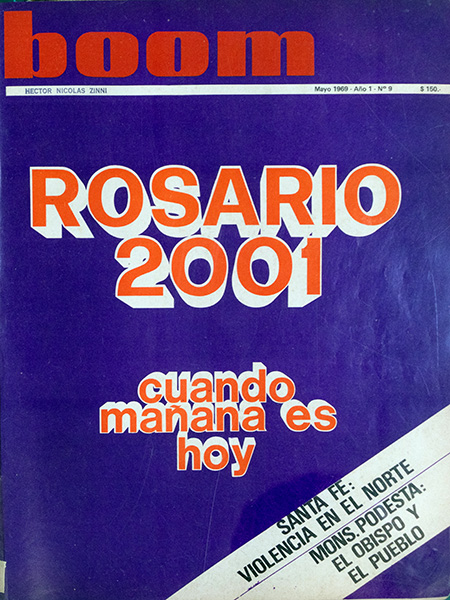 boom
HECTOR NICOLAS ZINNI
Mayo 1969 - Año 1 - Nº 9
$ 150.-
ROSARIO
2001
cuando
mañana es
hoy
SANTA FE:
VIOLENCIA EN EL NORTE
MONS. PODESTA:
EL OBISPO Y
EL PUEBLO